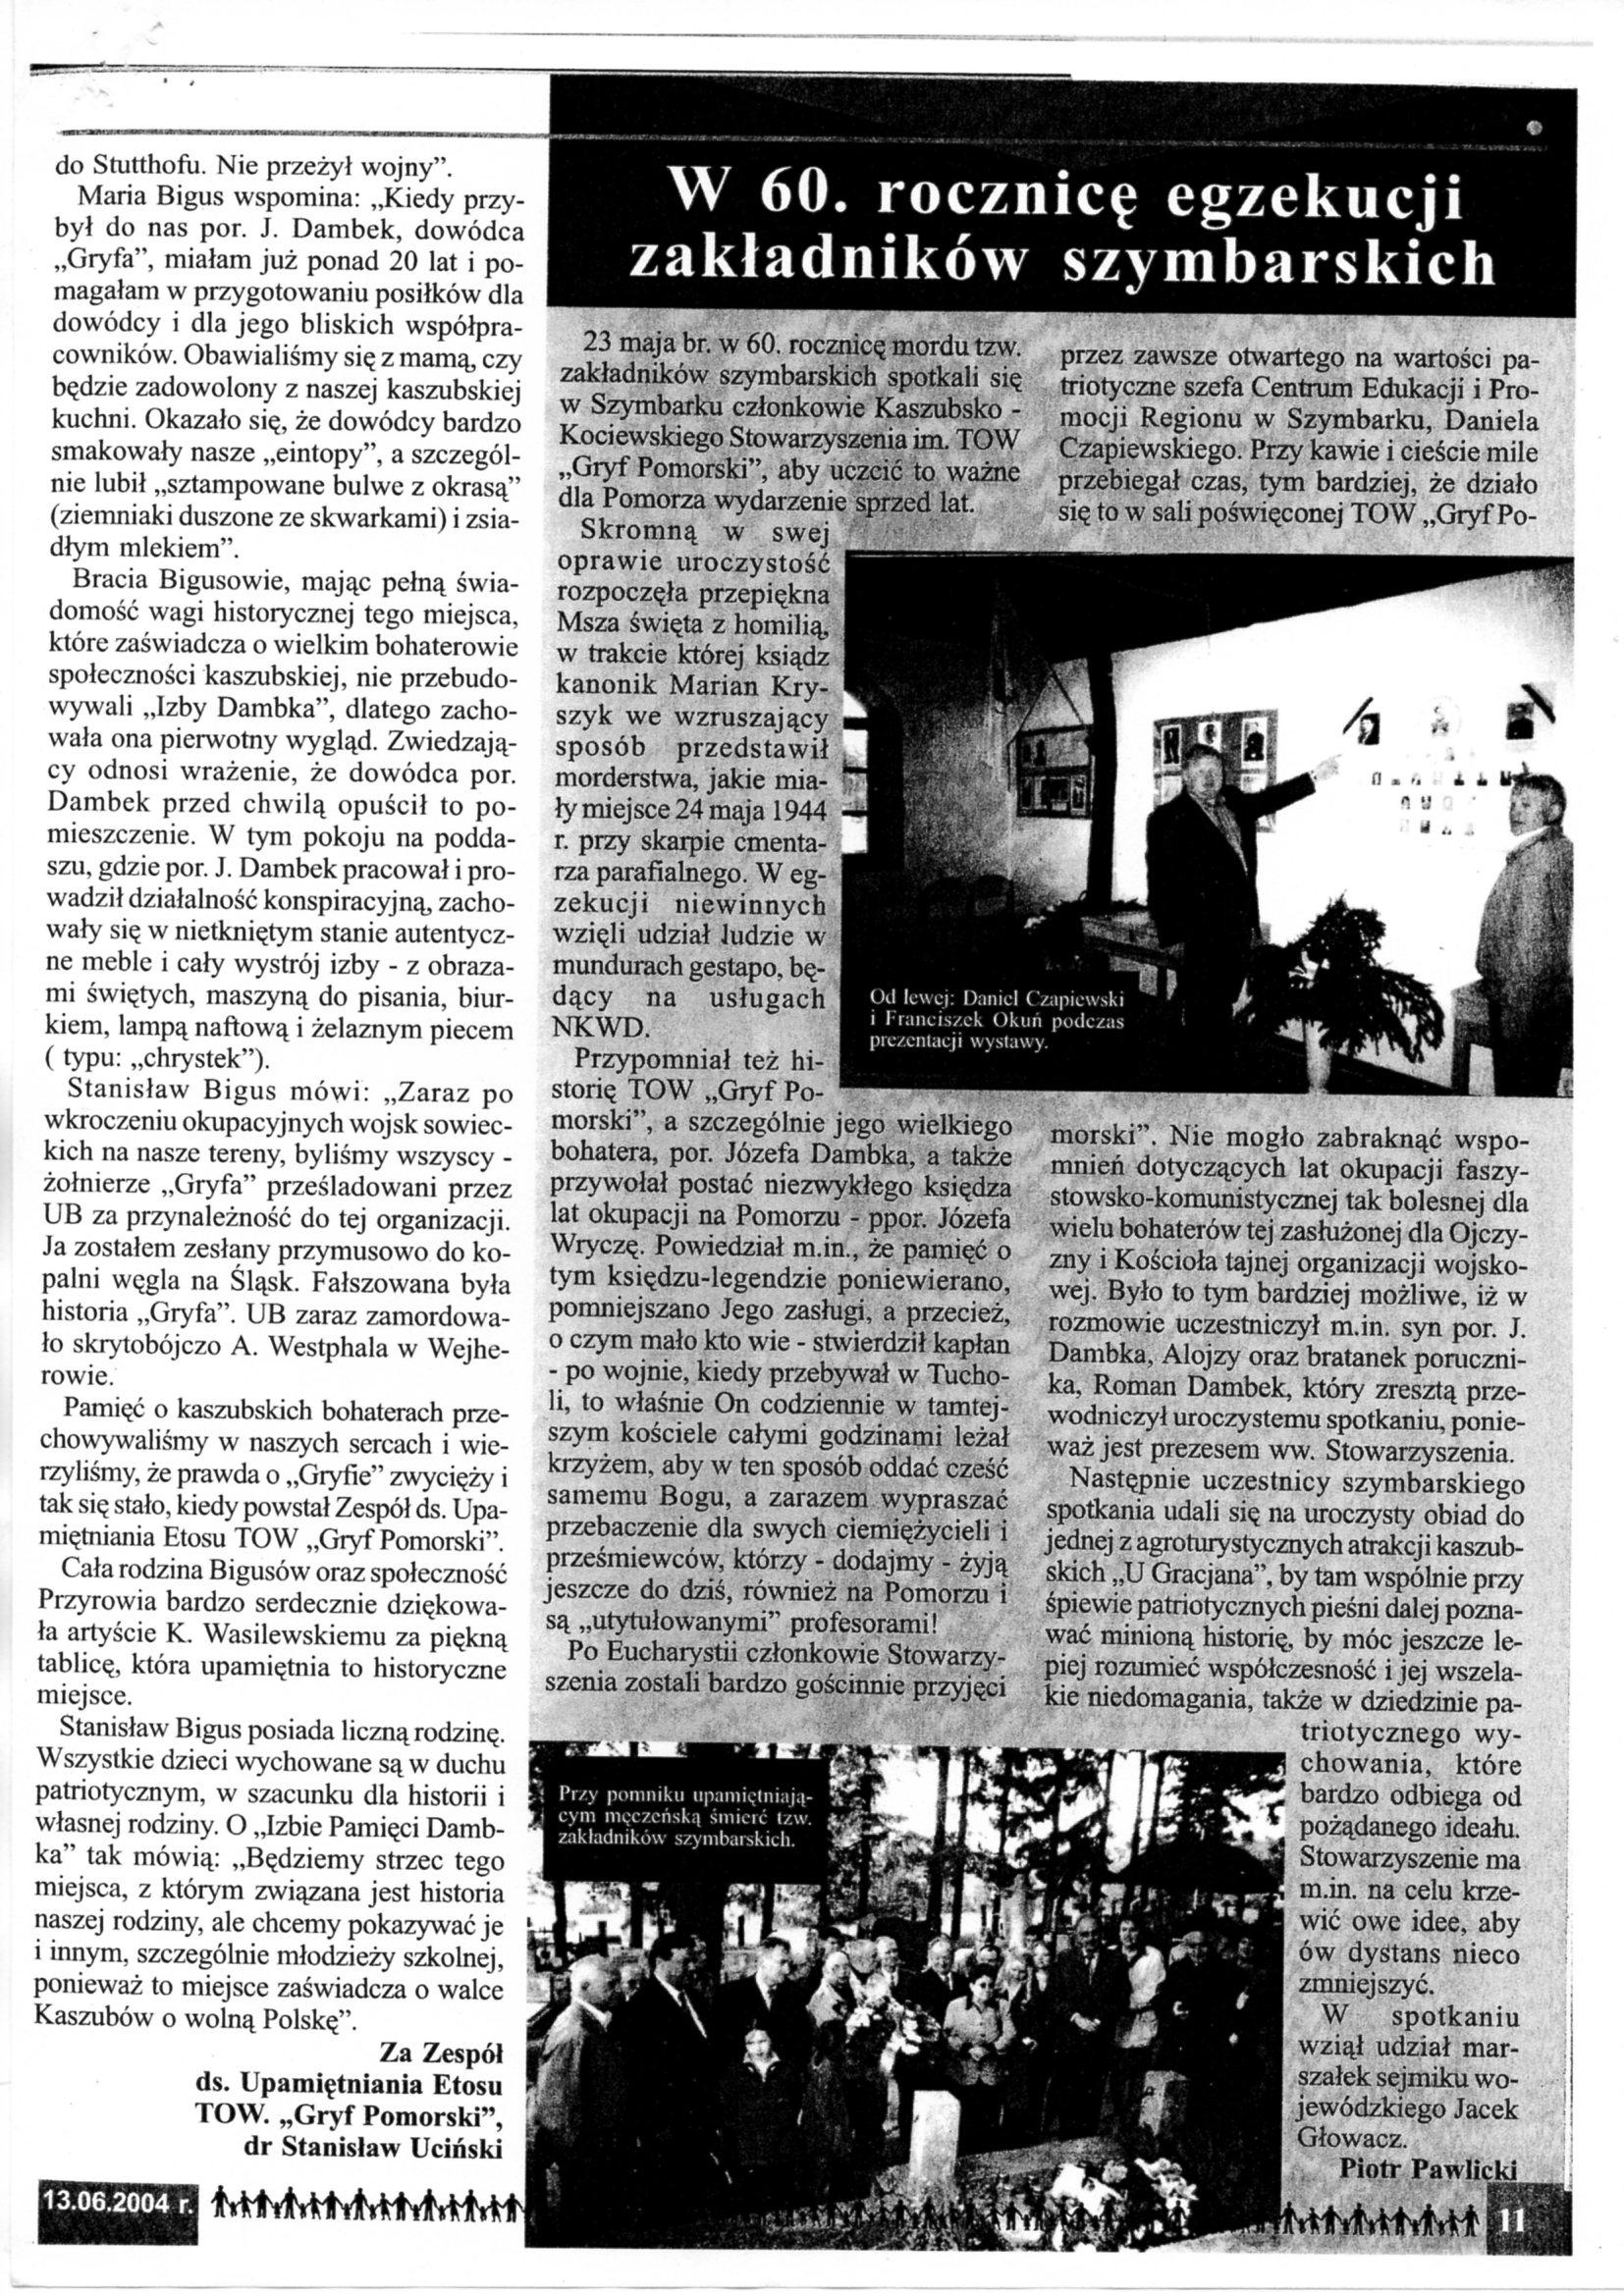 do Stutthofu. Nie przeżył wojny”.
Maria Bigus wspomina: „Kiedy przy-
był do nas por. J. Dambek, dowódca
„Gryfa”, miałam już ponad 20 lat i po-
magałam w przygotowaniu posiłków dla
dowódcy i dla jego bliskich współpra-
cowników. Obawialiśmy się z mamą, czy
będzie zadowolony z naszej kaszubskiej
kuchni. Okazało się, że dowódcy bardzo
smakowały nasze „eintopy”, a szczegól-
nie lubił „sztampowane bulwe z okrasą”
(ziemniaki duszone ze skwarkami) i zsia-
dłym mlekiem”.
Bracia Bigusowie, mając pełną świa-
domość wagi historycznej tego miejsca,
które zaświadcza o wielkim bohaterowie
społeczności kaszubskiej, nie przebudo-
wywali „Izby Dambka”, dlatego zacho-
wała ona pierwotny wygląd. Zwiedzają-
cy odnosi wrażenie, że dowódca por.
Dambek przed chwilą opuścił to po-
mieszczenie. W tym pokoju na podda-
szu, gdzie por. J. Dambek pracował i pro-
wadził działalność konspiracyjną, zacho-
wały się w nietkniętym stanie autentycz-
ne meble i cały wystrój izby - z obraza-
mi świętych, maszyną do pisania, biur-
kiem, lampą naftową i żelaznym piecem
( typu: „chrystek”).
Stanisław Bigus mówi: „Zaraz po
wkroczeniu okupacyjnych wojsk sowiec-
kich na nasze tereny, byliśmy wszyscy -
żołnierze „Gryfa” prześladowani przez
UB za przynależność do tej organizacji.
Ja zostałem zesłany przymusowo do ko-
palni węgla na Śląsk. Fałszowana była
historia „Gryfa”. UB zaraz zamordowa-
ło skrytobójczo A. Westphala w Wejhe-
rowie.
Pamięć o kaszubskich bohaterach prze-
chowywaliśmy w naszych sercach i wie-
rzyliśmy, że prawda o „Gryfie” zwycięży i
tak się stało, kiedy powstał Zespół ds. Upa-
miętniania Etosu TOW „Gryf Pomorski”.
Cała rodzina Bigusów oraz społeczność
Przyrowia bardzo serdecznie dziękowa-
ła artyście K. Wasilewskiemu za piękną
tablicę, która upamiętnia to historyczne
miejsce.
Stanisław Bigus posiada liczną rodzinę.
Wszystkie dzieci wychowane są w duchu
patriotycznym, w szacunku dla historii i
własnej rodziny. O „Izbie Pamięci Damb-
ka” tak mówią: „Będziemy strzec tego
miejsca, z którym związana jest historia
naszej rodziny, ale chcemy pokazywać je
i innym, szczególnie młodzieży szkolnej,
ponieważ to miejsce zaświadcza o walce
Kaszubów o wolną Polskę”.
Za Zespół
ds. Upamiętniania Etosu
TOW. „Gryf Pomorski”,
dr Stanisław Uciński
W 60. rocznicę egzekucji
zakładników szymbarskich
23 maja br. w 60. rocznicę mordu tzw.
zakładników szymbarskich spotkali się
w Szymbarku członkowie Kaszubsko -
Kociewskiego Stowarzyszenia im. TOW
„Gryf Pomorski”, aby uczcić to ważne
dla Pomorza wydarzenie sprzed lat.
Skromną w swej
oprawie uroczystość
rozpoczęła przepiękna
Msza święta z homilią,
w trakcie której ksiądz
kanonik Marian Kry-
szyk we wzruszający
sposób przedstawił
morderstwa, jakie mia-
ły miejsce 24 maja 1944
r. przy skarpie cmenta-
rza parafialnego. W eg-
zekucji niewinnych
wzięli udział ludzie w
mundurach gestapo, bę-
dący na usługach
NKWD.
Przypomniał też hi-
storię TOW „Gryf Po-
morski”, a szczególnie jego wielkiego
bohatera, por. Józefa Dambka, a także
przywołał postać niezwykłego księdza
lat okupacji na Pomorzu - ppor. Józefa
Wryczę. Powiedział m.in., że pamięć o
tym księdzu-legendzie poniewierano,
pomniejszano Jego zasługi, a przecież,
o czym mało kto wie - stwierdził kapłan
- po wojnie, kiedy przebywał w Tucho-
li, to właśnie On codziennie w tamtej-
szym kościele całymi godzinami leżał
krzyżem, aby w ten sposób oddać cześć
samemu Bogu, a zarazem wypraszać
przebaczenie dla swych ciemiężycieli i
prześmiewców, którzy - dodajmy - żyją
jeszcze do dziś, również na Pomorzu i
są „utytułowanymi” profesorami!
Po Eucharystii członkowie Stowarzy-
szenia zostali bardzo gościnnie przyjęci
przez zawsze otwartego na wartości pa-
triotyczne szefa Centrum Edukacji i Pro-
mocji Regionu w Szymbarku, Daniela
Czapiewskiego. Przy kawie i cieście mile
przebiegał czas, tym bardziej, że działo
się to w sali poświęconej TOW „Gryf Po-
Od lewej: Daniel Czapiewski
i Franciszek Okuń podczas
prezentacji wystawy.
morski”. Nie mogło zabraknąć wspo-
mnień dotyczących lat okupacji faszy-
stowsko-komunistycznej tak bolesnej dla
wielu bohaterów tej zasłużonej dla Ojczy-
zny i Kościoła tajnej organizacji wojsko-
wej. Było to tym bardziej możliwe, iż w
rozmowie uczestniczył m.in. syn por. J.
Dambka, Alojzy oraz bratanek poruczni-
ka, Roman Dambek, który zresztą prze-
wodniczył uroczystemu spotkaniu, ponie-
waż jest prezesem ww. Stowarzyszenia.
Następnie uczestnicy szymbarskiego
spotkania udali się na uroczysty obiad do
jednej z agroturystycznych atrakcji kaszub-
skich „U Gracjana”, by tam wspólnie przy
śpiewie patriotycznych pieśni dalej pozna-
wać minioną historię, by móc jeszcze le-
piej rozumieć współczesność i jej wszela-
kie niedomagania, także w dziedzinie pa-
triotycznego wy-
chowania, które
bardzo odbiega od
pożądanego ideału.
Stowarzyszenie ma
m.in. na celu krze-
wić owe idee, aby
ów dystans nieco
zmniejszyć.
W spotkaniu
wziął udział mar-
szałek sejmiku wo-
jewódzkiego Jacek
Głowacz.
Piotr Pawlicki
Przy pomniku upamiętniają-
cym męczeńską śmierć tzw.
zakładników szymbarskich.
13.06.2004 r.
11